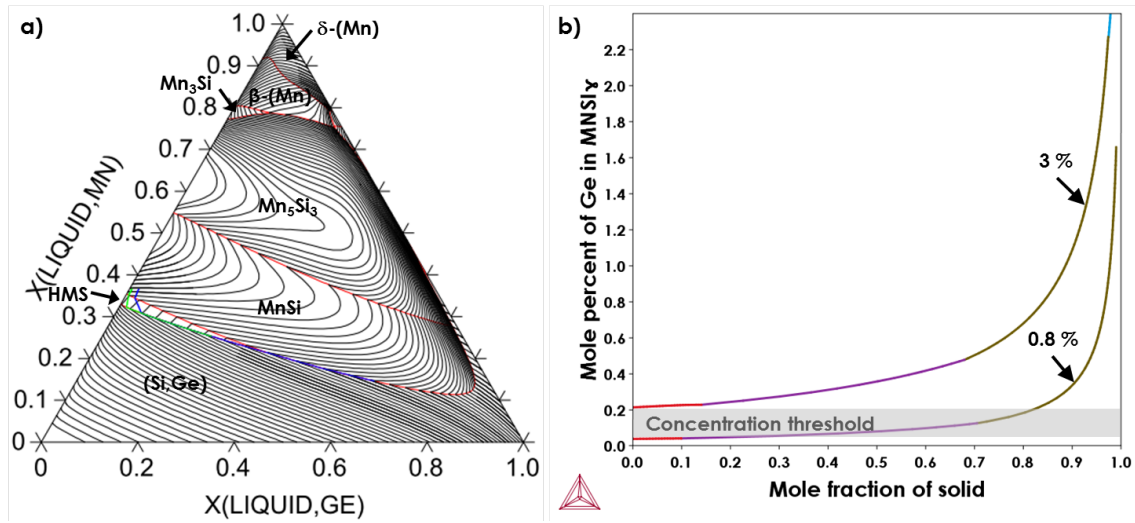 a)
δ-(Mn)
Mn₃Si
β-(Mn)
Mn₅Si₃
HMS
MnSi
(Si,Ge)
X(LIQUID,MN)
1.0
0.9
0.8
0.7
0.6
0.5
0.4
0.3
0.2
0.1
0
0 0.2 0.4 0.6 0.8 1.0
X(LIQUID,GE)
b)
Mole percent of Ge in MNSIγ
2.2
2.0
1.8
1.6
1.4
1.2
1.0
0.8
0.6
0.4
0.2
0.0
3 %
0.8 %
Concentration threshold
0.0 0.1 0.2 0.3 0.4 0.5 0.6 0.7 0.8 0.9 1.0
Mole fraction of solid